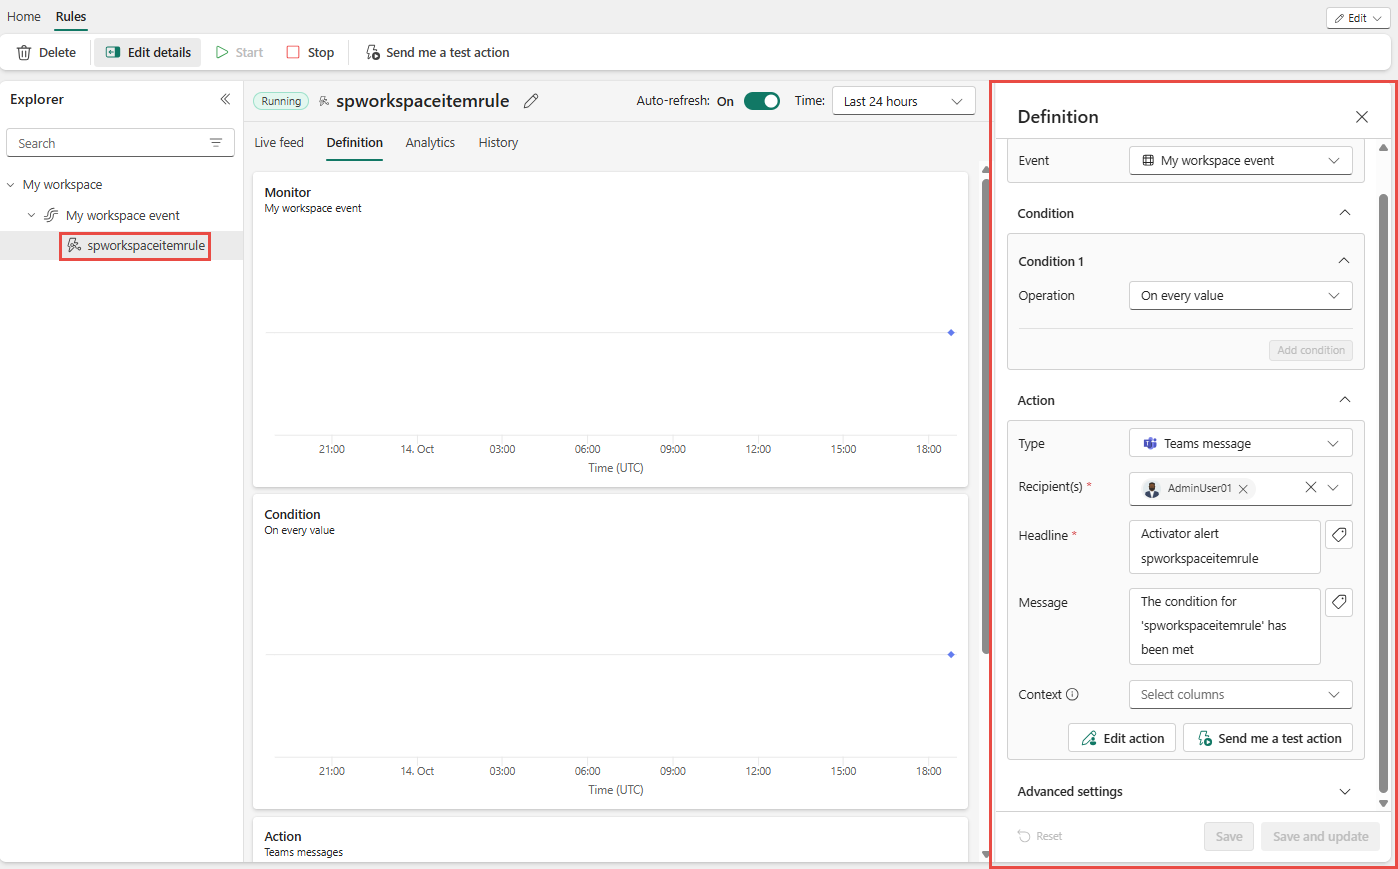 Home
Rules
Edit
Delete
Edit details
Start
Stop
Send me a test action
Explorer
Search
My workspace
My workspace event
spworkspaceitemrule
Running
spworkspaceitemrule
Auto-refresh: On
Time:
Last 24 hours
Live feed
Definition
Analytics
History
Monitor
My workspace event
21:00
14. Oct
03:00
06:00
09:00
12:00
15:00
18:00
Time (UTC)
Condition
On every value
21:00
14. Oct
03:00
06:00
09:00
12:00
15:00
18:00
Time (UTC)
Action
Teams messages
Definition
Event
My workspace event
Condition
Condition 1
Operation
On every value
Add condition
Action
Type
Teams message
Recipient(s) *
AdminUser01
Headline *
Activator alert
spworkspaceitemrule
Message
The condition for
'spworkspaceitemrule' has
been met
Context
Select columns
Edit action
Send me a test action
Advanced settings
Reset
Save
Save and update